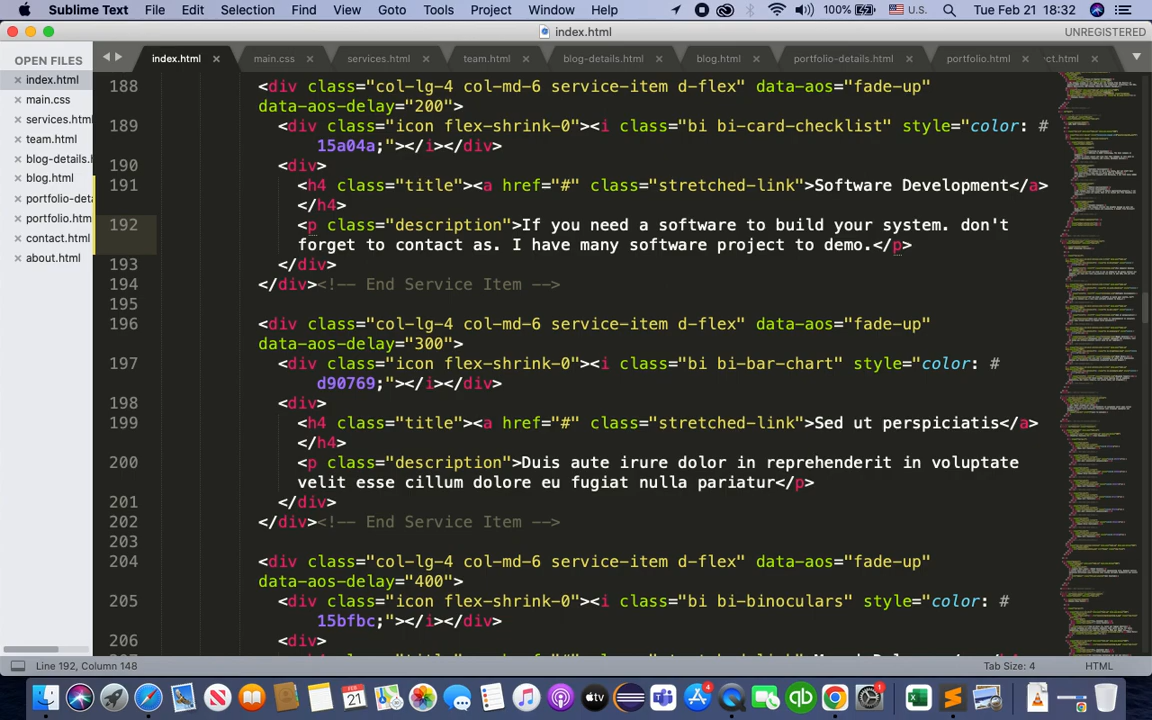 Sublime Text File Edit Selection Find View Goto Tools Project Window Help 100% U.S. Tue Feb 21 18:32
index.html UNREGISTERED
OPEN FILES
index.html
main.css
services.html
team.html
blog-details.h
blog.html
portfolio-deta
portfolio.htm
contact.html
about.html
index.html main.css services.html team.html blog-details.html blog.html portfolio-details.html portfolio.html ct.html
188 <div class="col-lg-4 col-md-6 service-item d-flex" data-aos="fade-up"
data-aos-delay="200">
189 <div class="icon flex-shrink-0"><i class="bi bi-card-checklist" style="color: #
15a04a;"></i></div>
190 <div>
191 <h4 class="title"><a href="#" class="stretched-link">Software Development</a>
</h4>
192 <p class="description">If you need a software to build your system. don't
forget to contact as. I have many software project to demo.</p>
193 </div>
194 </div><!-- End Service Item -->
195
196 <div class="col-lg-4 col-md-6 service-item d-flex" data-aos="fade-up"
data-aos-delay="300">
197 <div class="icon flex-shrink-0"><i class="bi bi-bar-chart" style="color: #
d90769;"></i></div>
198 <div>
199 <h4 class="title"><a href="#" class="stretched-link">Sed ut perspiciatis</a>
</h4>
200 <p class="description">Duis aute irure dolor in reprehenderit in voluptate
velit esse cillum dolore eu fugiat nulla pariatur</p>
201 </div>
202 </div><!-- End Service Item -->
203
204 <div class="col-lg-4 col-md-6 service-item d-flex" data-aos="fade-up"
data-aos-delay="400">
205 <div class="icon flex-shrink-0"><i class="bi bi-binoculars" style="color: #
15bfbc;"></i></div>
206 <div>
Line 192, Column 148 Tab Size: 4 HTML